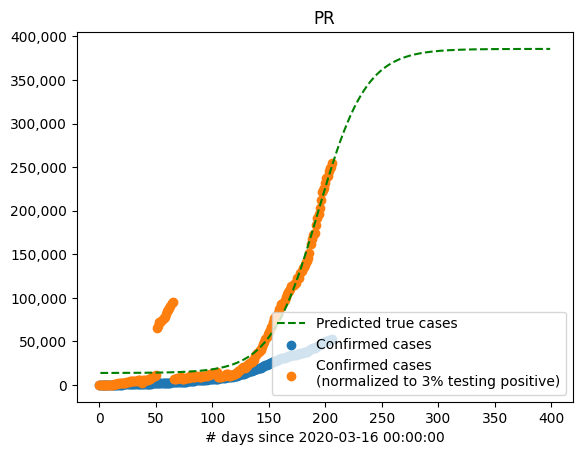 PR
400,000
350,000
300,000
250,000
200,000
150,000
100,000
50,000
0
Predicted true cases
Confirmed cases
Confirmed cases
(normalized to 3% testing positive)
0 50 100 150 200 250 300 350 400
# days since 2020-03-16 00:00:00